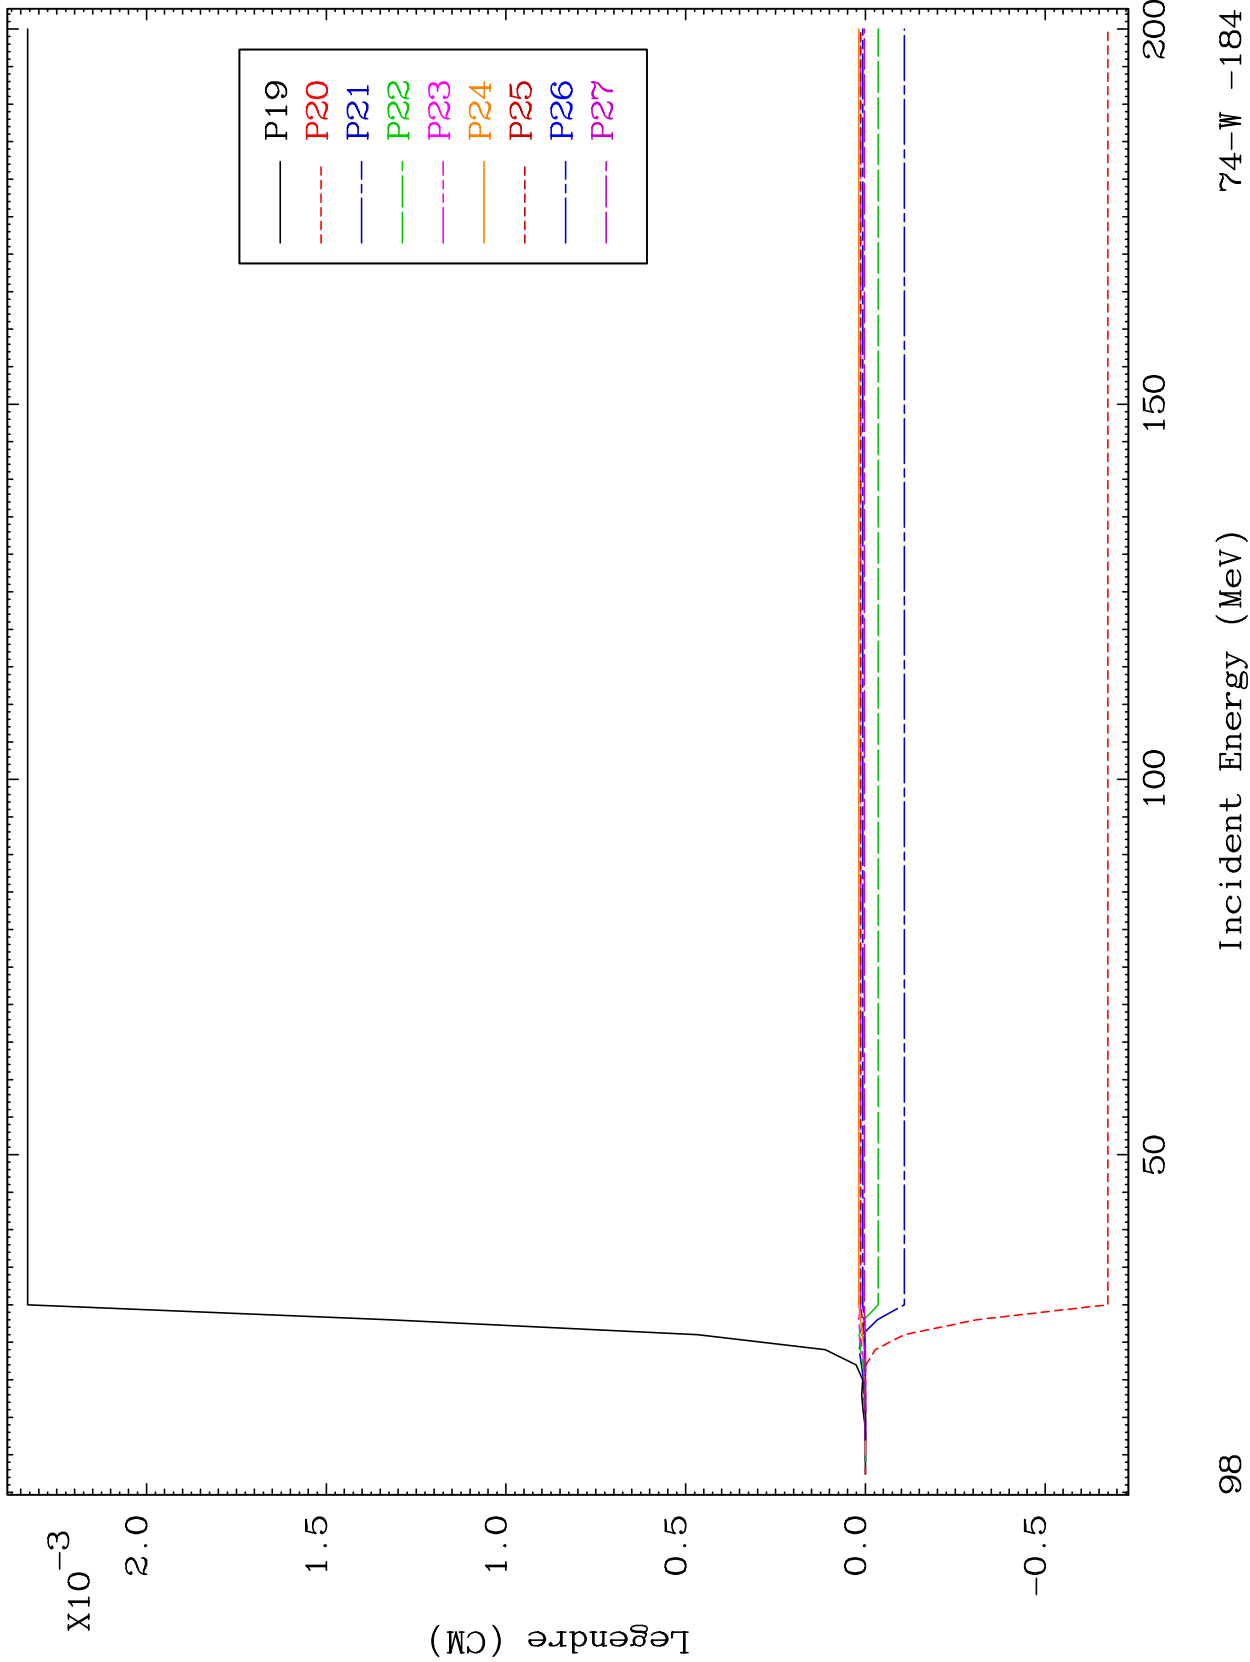 X10-3
2.0
1.5
1.0
0.5
0.0
-0.5
Legendre (CM)
P19
P20
P21
P22
P23
P24
P25
P26
P27
50
100
150
200
Incident Energy (MeV)
98
74-W -184